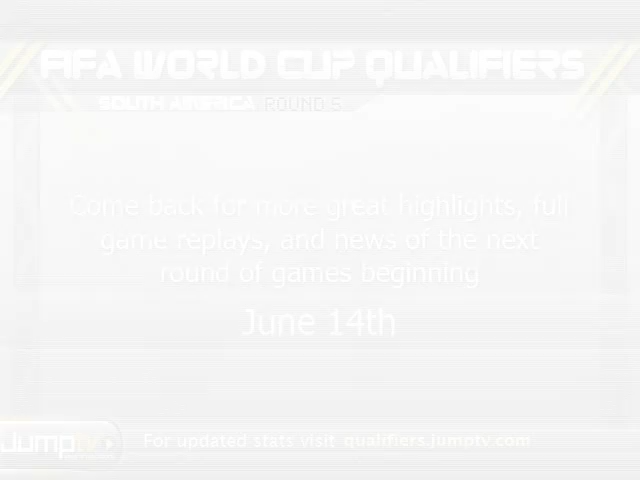 FIFA WORLD CUP QUALIFIERS
SOUTH AMERICA ROUND 5
Come back for more great highlights, full
game replays, and news of the next
round of games beginning
June 14th
Jumptv
For updated stats visit qualifiers.jumptv.com